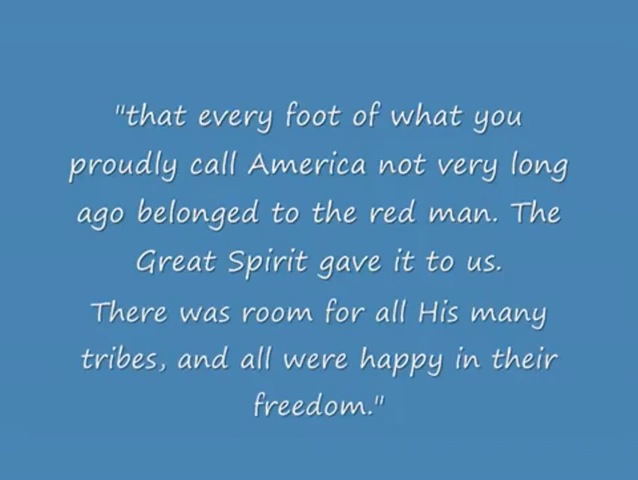 "that every foot of what you
proudly call America not very long
ago belonged to the red man. The
Great Spirit gave it to us.
There was room for all His many
tribes, and all were happy in their
freedom."